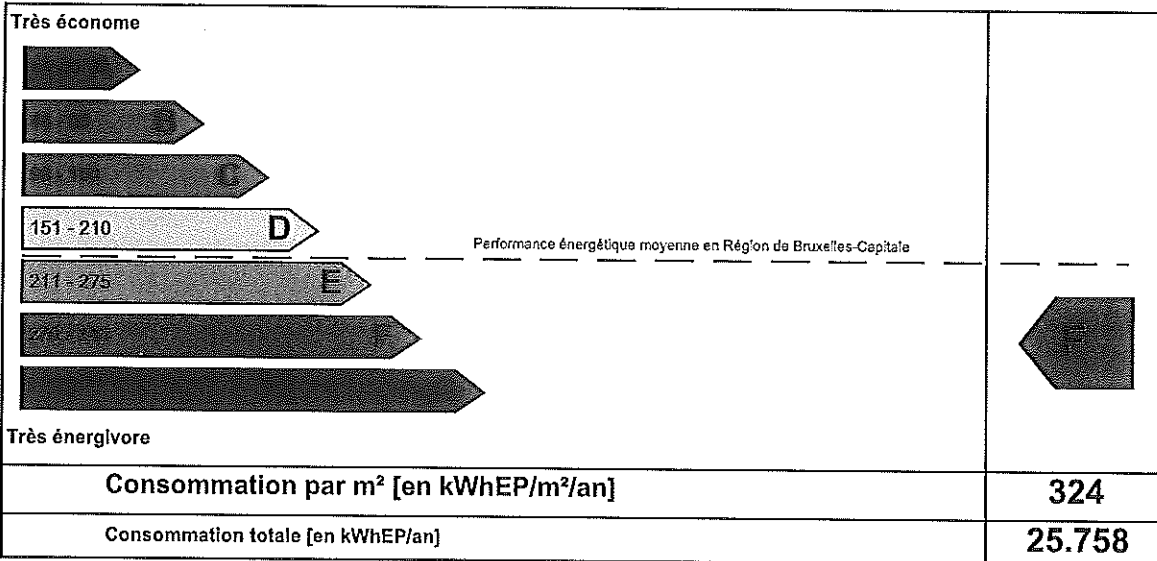 Très économe
B
C
151 - 210 D
Performance énergétique moyenne en Région de Bruxelles-Capitale
211 - 275 E
F
F
Très énergivore
Consommation par m² [en kWhEP/m²/an] 324
Consommation totale [en kWhEP/an] 25.758